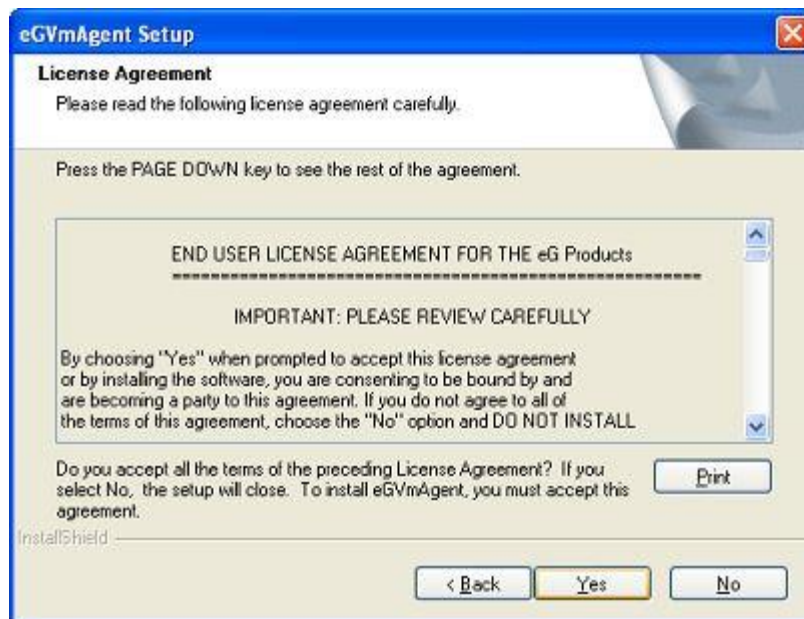 eGVmAgent Setup
License Agreement
Please read the following license agreement carefully.
Press the PAGE DOWN key to see the rest of the agreement.
END USER LICENSE AGREEMENT FOR THE eG Products
========================================================
IMPORTANT: PLEASE REVIEW CAREFULLY
By choosing "Yes" when prompted to accept this license agreement
or by installing the software, you are consenting to be bound by and
are becoming a party to this agreement. If you do not agree to all of
the terms of this agreement, choose the "No" option and DO NOT INSTALL
Do you accept all the terms of the preceding License Agreement? If you
select No, the setup will close. To install eGVmAgent, you must accept this
agreement.
Print
InstallShield
< Back
Yes
No